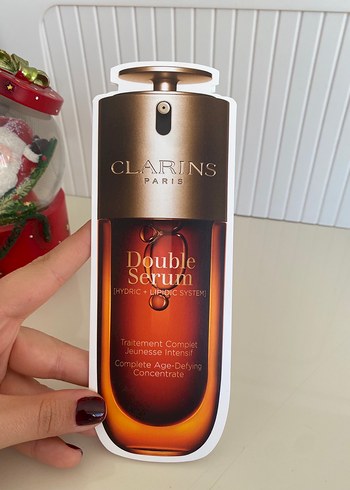 CLARINS
PARIS
Double
Serum
[HYDRIC + LIPIDIC SYSTEM]
Traitement Complet
Jeunesse Intensif
Complete Age-Defying
Concentrate